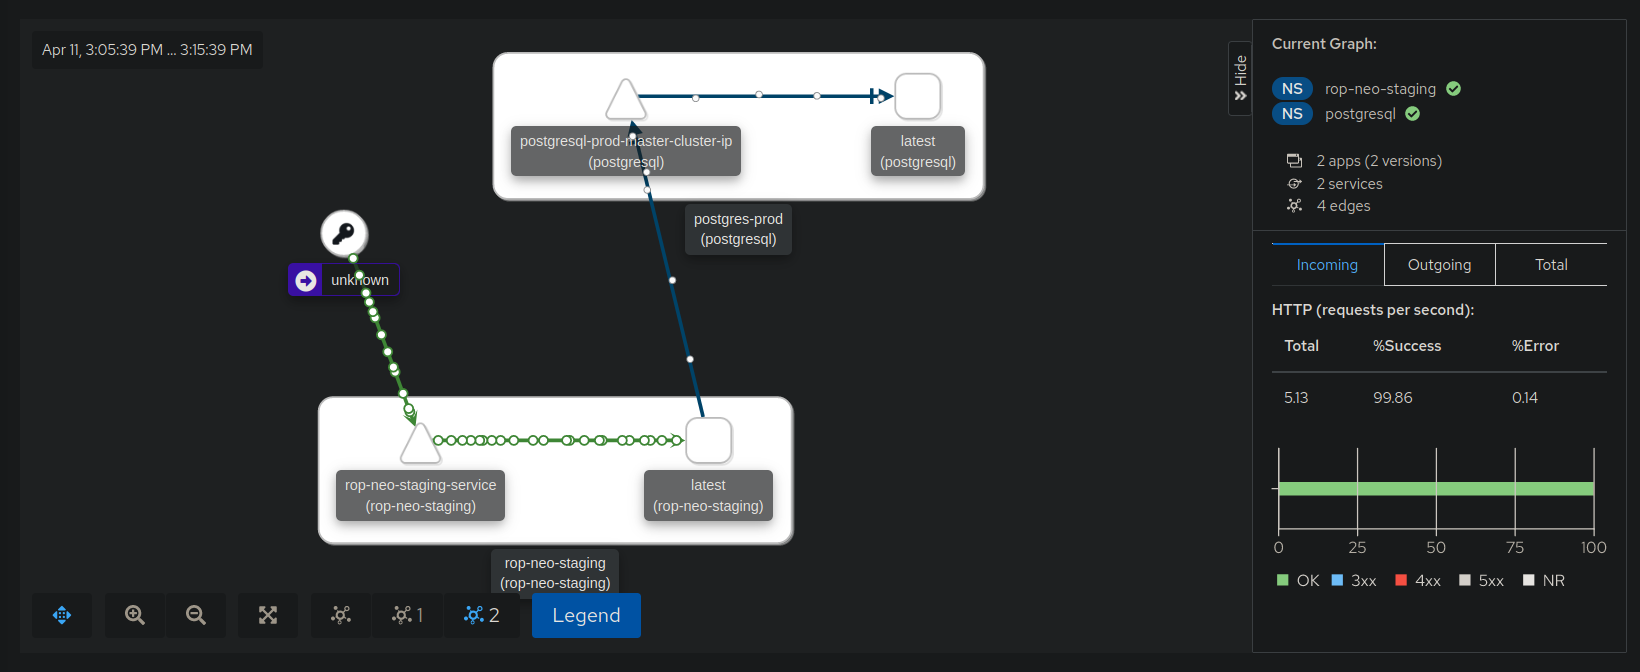 Apr 11, 3:05:39 PM ... 3:15:39 PM
postgresql-prod-master-cluster-ip
(postgresql)
latest
(postgresql)
postgres-prod
(postgresql)
unknown
rop-neo-staging-service
(rop-neo-staging)
latest
(rop-neo-staging)
rop-neo-staging
(rop-neo-staging)
1
2
Legend
Hide
Current Graph:
NS rop-neo-staging
NS postgresql
2 apps (2 versions)
2 services
4 edges
Incoming Outgoing Total
HTTP (requests per second):
Total %Success %Error
5.13 99.86 0.14
0 25 50 75 100
OK 3xx 4xx 5xx NR